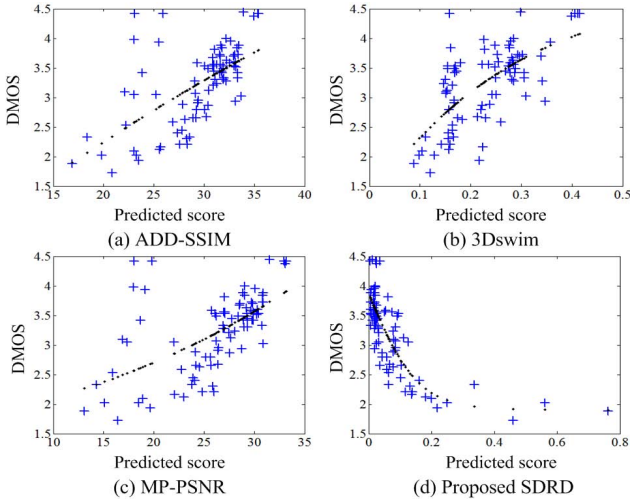 4.5
4
3.5
3
2.5
2
1.5
DMOS
15 20 25 30 35 40
Predicted score
(a) ADD-SSIM
4.5
4
3.5
3
2.5
2
1.5
DMOS
0 0.1 0.2 0.3 0.4 0.5
Predicted score
(b) 3Dswim
4.5
4
3.5
3
2.5
2
1.5
DMOS
10 15 20 25 30 35
Predicted score
(c) MP-PSNR
4.5
4
3.5
3
2.5
2
1.5
DMOS
0 0.2 0.4 0.6 0.8
Predicted score
(d) Proposed SDRD